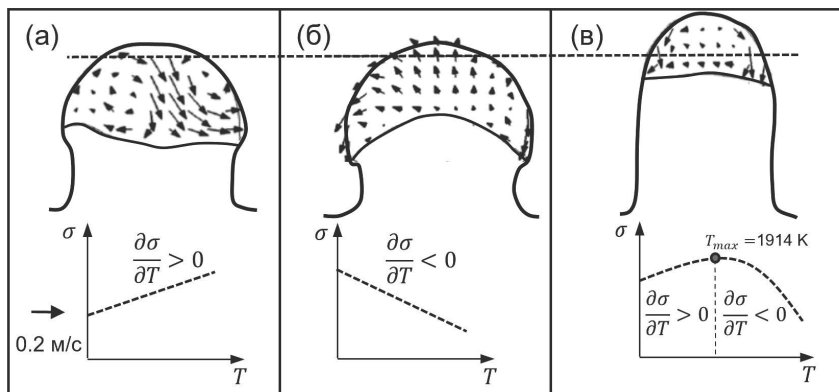 (а)
(б)
(в)
σ
∂σ/∂T > 0
0.2 м/с
T
σ
∂σ/∂T < 0
T
σ
T_max = 1914 K
∂σ/∂T > 0
∂σ/∂T < 0
T